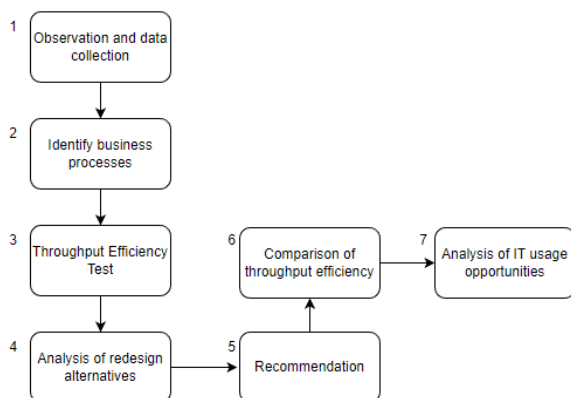 1
Observation and data
collection
2
Identify business
processes
3
Throughput Efficiency
Test
4
Analysis of redesign
alternatives
5
Recommendation
6
Comparison of
throughput efficiency
7
Analysis of IT usage
opportunities